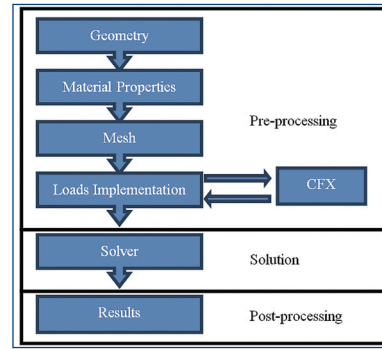 Geometry
Material Properties
Mesh
Pre-processing
Loads Implementation
CFX
Solver
Solution
Results
Post-processing